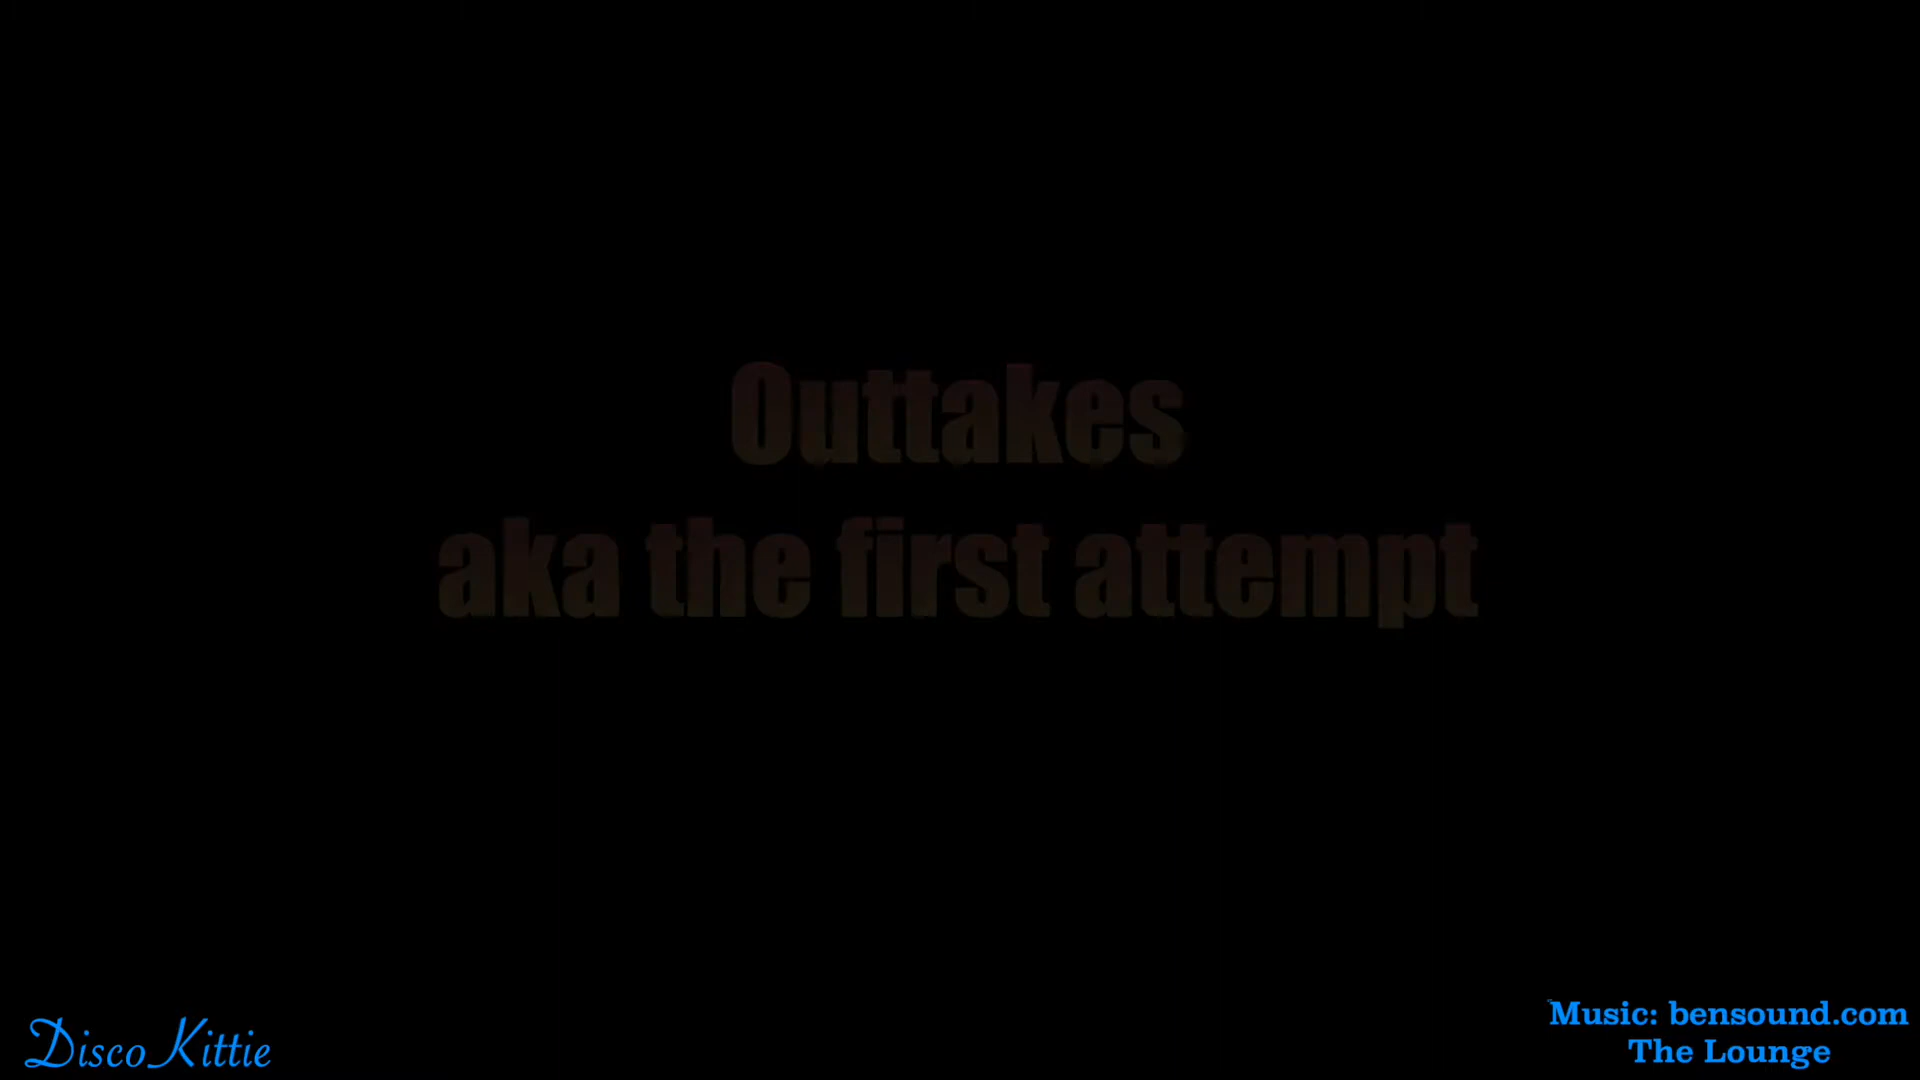 Outtakes
aka the first attempt
Disco Kittie
Music: bensound.com
The Lounge